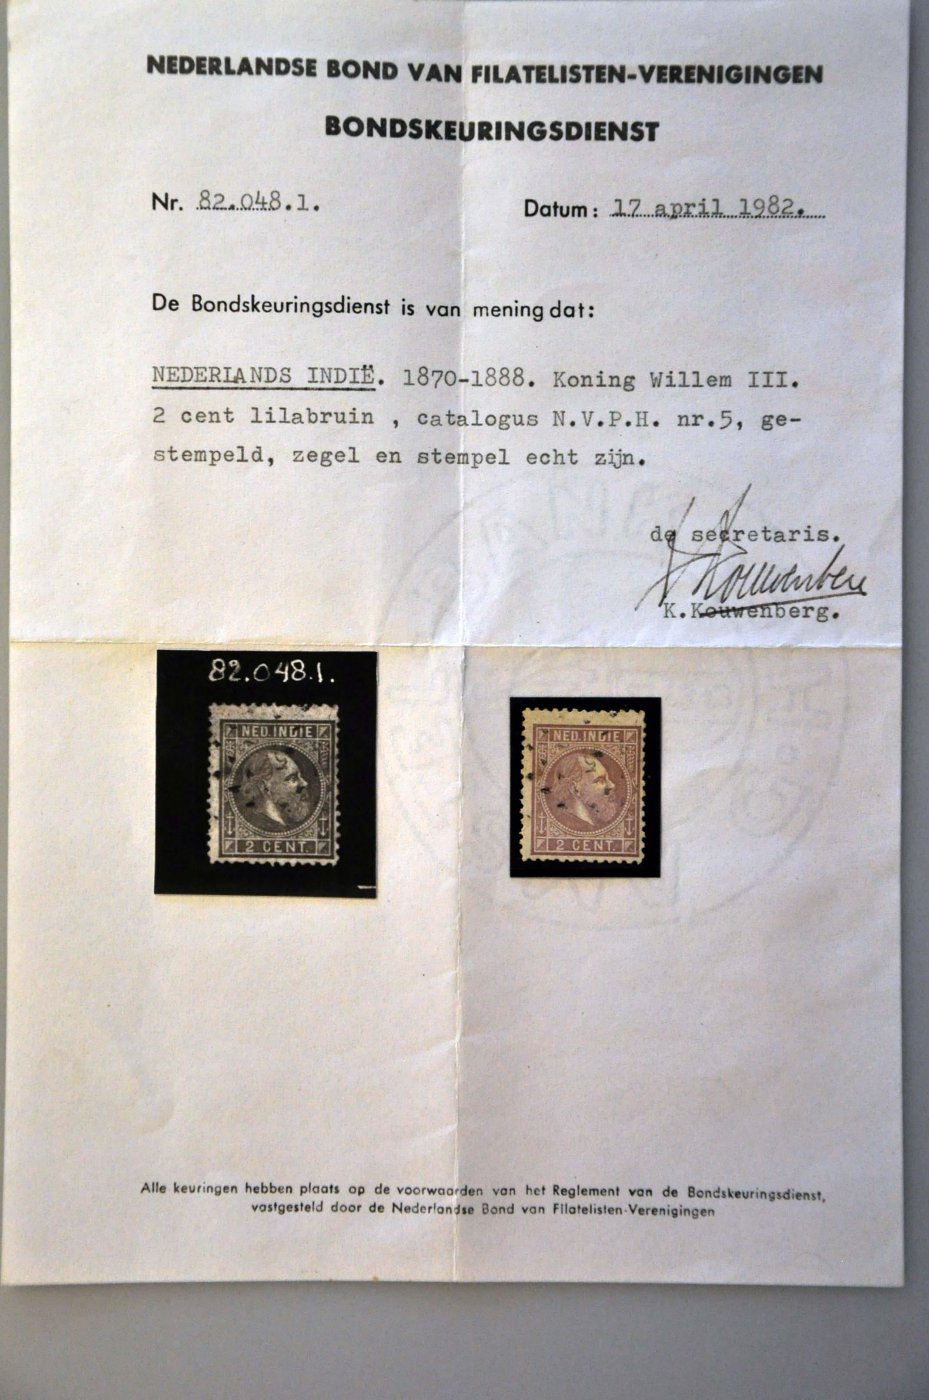 NEDERLANDSE BOND VAN FILATELISTEN-VERENIGINGEN
BONDSKEURINGSDIENST
Nr. 82.048.1.
Datum: 17 april 1982.
De Bondskeuringsdienst is van mening dat:
NEDERLANDS INDIË. 1870-1888. Koning Willem III.
2 cent lilabruin , catalogus N.V.P.H. nr.5, ge-
stempeld, zegel en stempel echt zijn.
de secretaris.
Kouwenberg
K.Kouwenberg.
82.048.1.
NED.INDIE
2 CENT.
NED.INDIE
2 CENT.
Alle keuringen hebben plaats op de voorwaarden van het Reglement van de Bondskeuringsdienst,
vastgesteld door de Nederlandse Bond van Filatelisten-Verenigingen